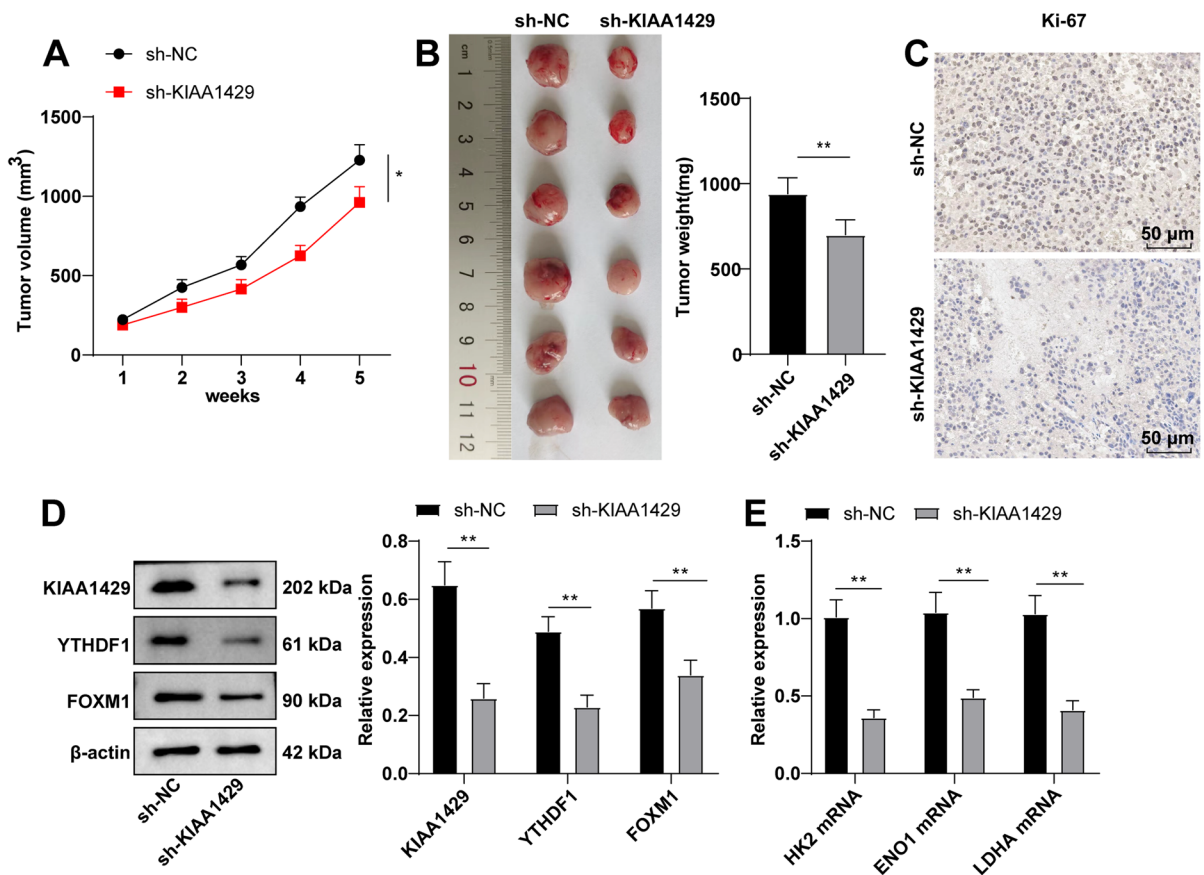 A
sh-NC
sh-KIAA1429
Tumor volume (mm3)
1500
1000
500
0
1 2 3 4 5
weeks
*
B
sh-NC sh-KIAA1429
cm
1
2
3
4
5
6
7
8
9
10
11
12
Tumor weight(mg)
1500
1000
500
0
**
sh-NC
sh-KIAA1429
C
Ki-67
sh-NC
50 µm
sh-KIAA1429
50 µm
D
KIAA1429 202 kDa
YTHDF1 61 kDa
FOXM1 90 kDa
β-actin 42 kDa
sh-NC
sh-KIAA1429
sh-NC sh-KIAA1429
Relative expression
0.8
0.6
0.4
0.2
0.0
** ** **
KIAA1429
YTHDF1
FOXM1
E
sh-NC sh-KIAA1429
Relative expression
1.5
1.0
0.5
0.0
** ** **
HK2 mRNA
ENO1 mRNA
LDHA mRNA